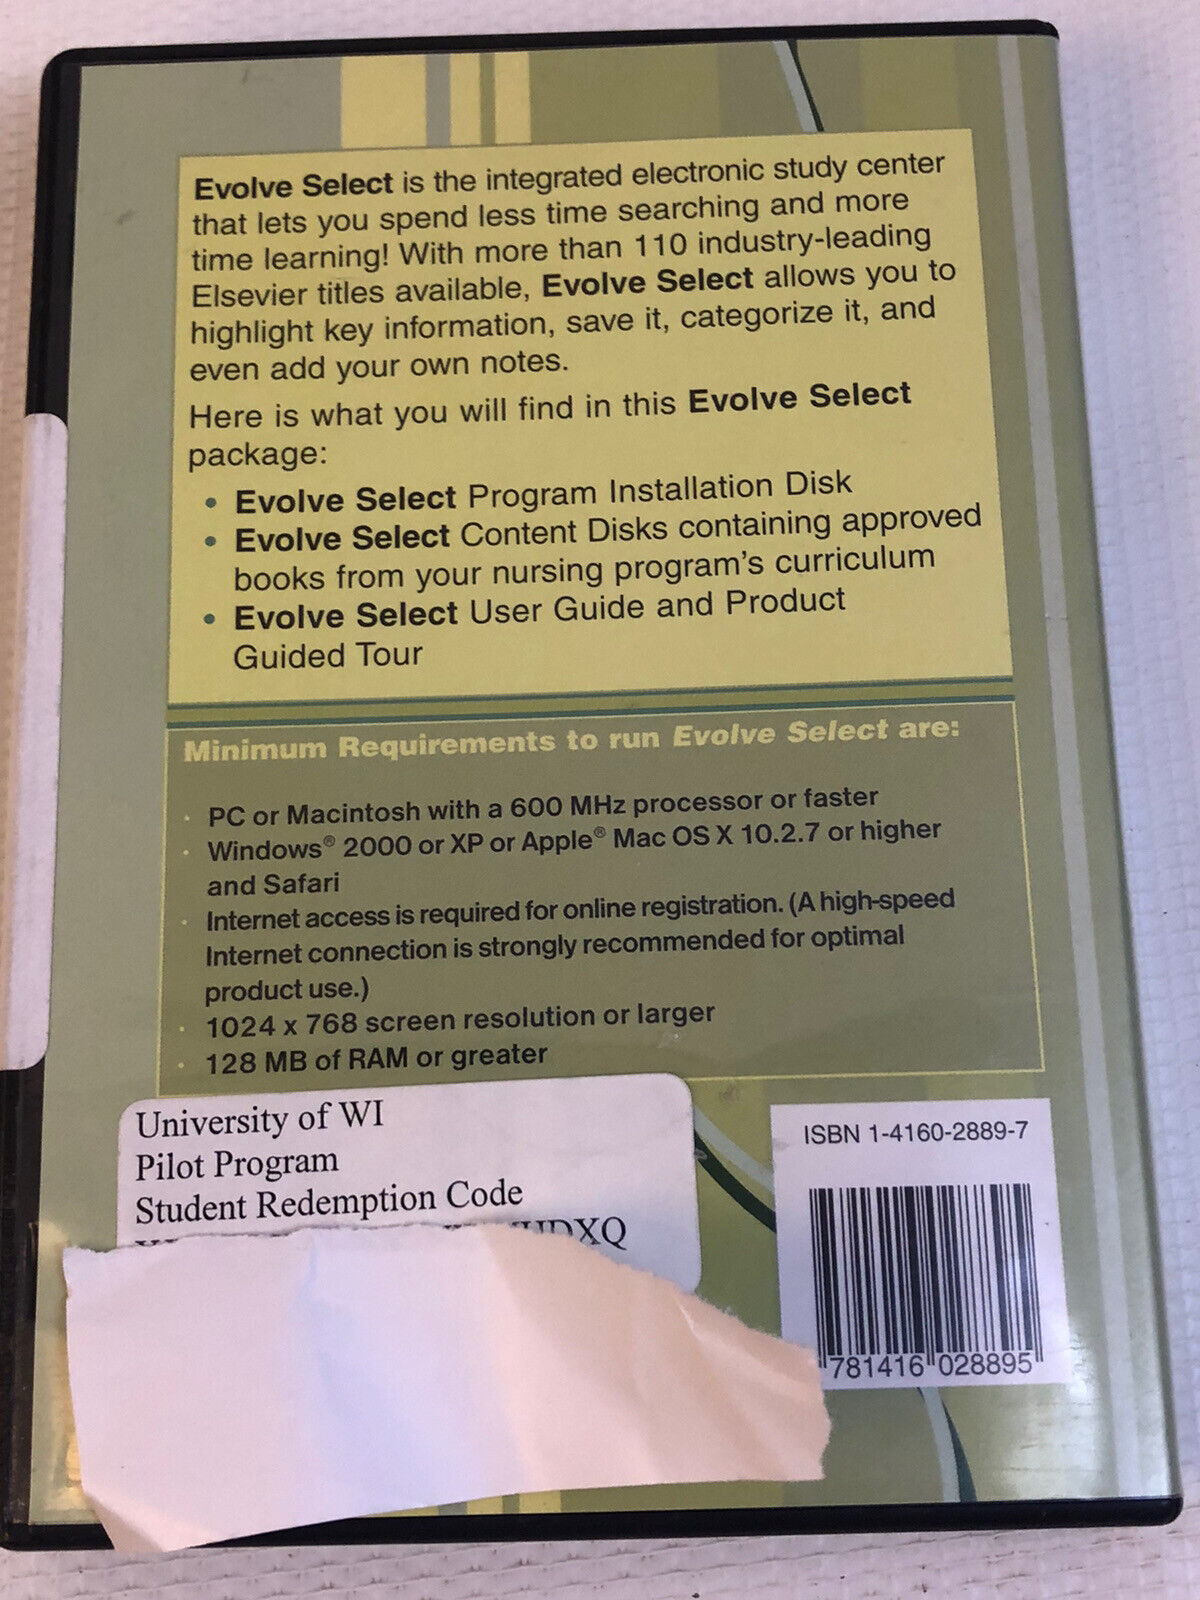 Evolve Select is the integrated electronic study center
that lets you spend less time searching and more
time learning! With more than 110 industry-leading
Elsevier titles available, Evolve Select allows you to
highlight key information, save it, categorize it, and
even add your own notes.
Here is what you will find in this Evolve Select
package:
• Evolve Select Program Installation Disk
• Evolve Select Content Disks containing approved
books from your nursing program's curriculum
• Evolve Select User Guide and Product
Guided Tour
Minimum Requirements to run Evolve Select are:
· PC or Macintosh with a 600 MHz processor or faster
· Windows® 2000 or XP or Apple® Mac OS X 10.2.7 or higher
and Safari
· Internet access is required for online registration. (A high-speed
Internet connection is strongly recommended for optimal
product use.)
· 1024 x 768 screen resolution or larger
· 128 MB of RAM or greater
University of WI
Pilot Program
Student Redemption Code
ISBN 1-4160-2889-7
781416 028895